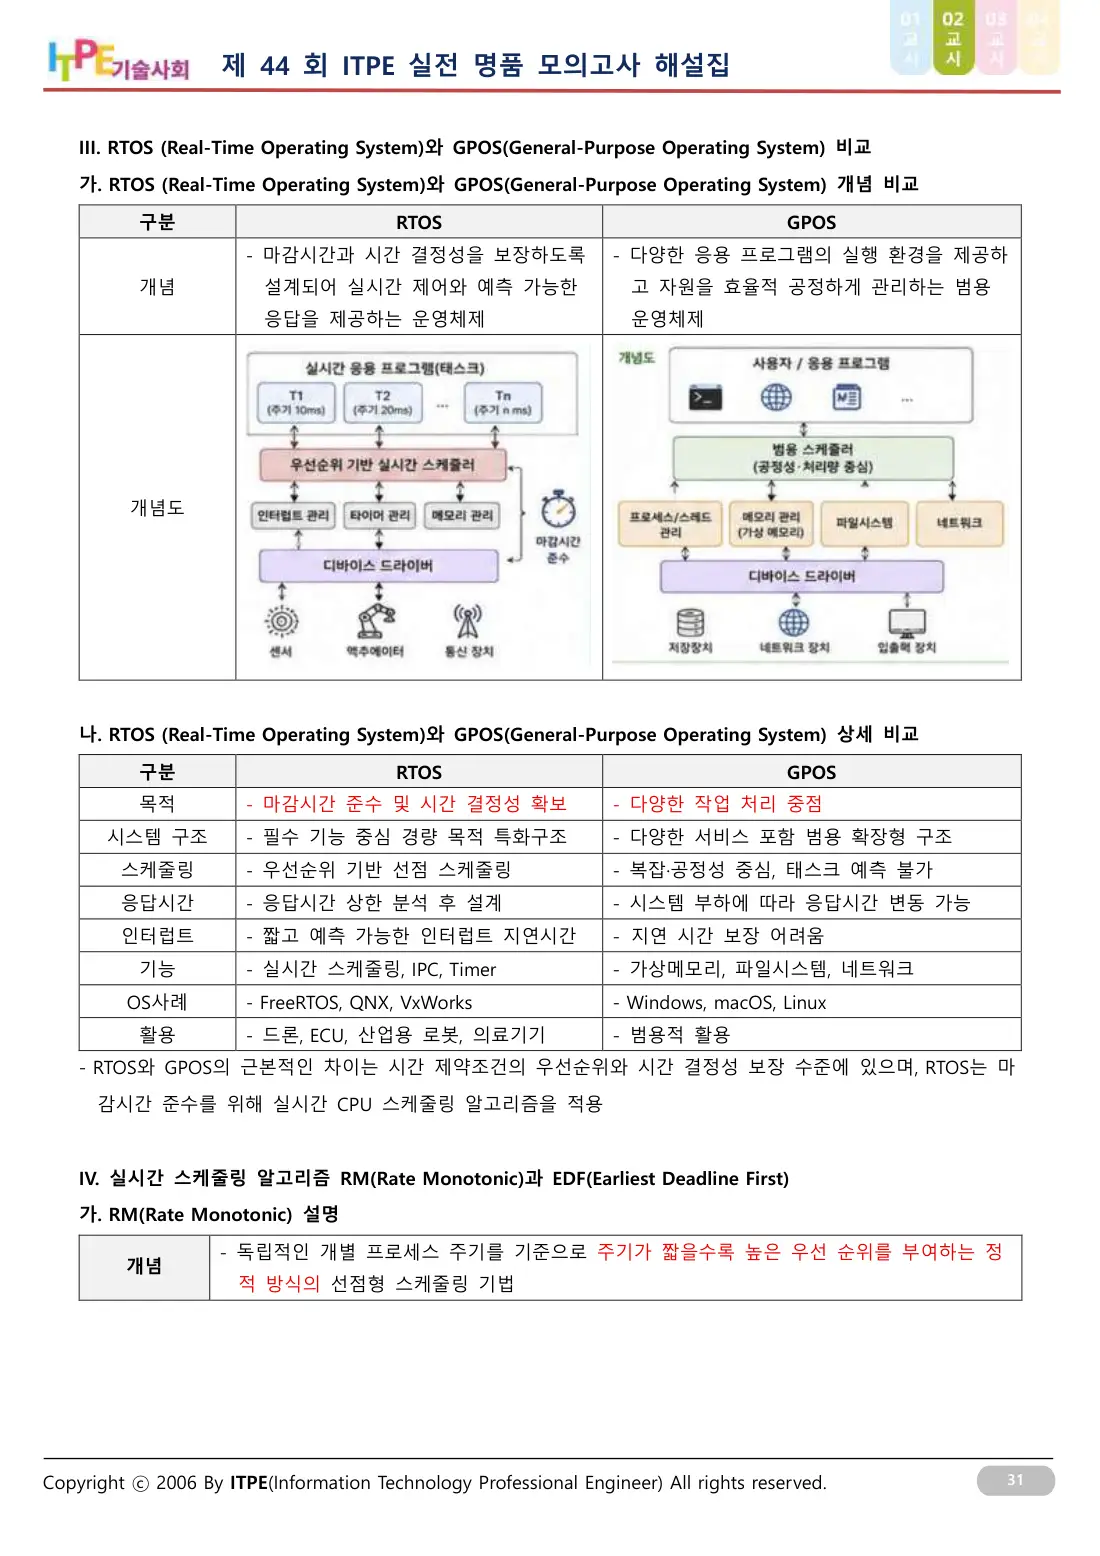 01 02 03
교 교 교
시 시 시
ITPE기술사회 제 44 회 ITPE 실전 명품 모의고사 해설집
III. RTOS (Real-Time Operating System)와 GPOS(General-Purpose Operating System) 비교
가. RTOS (Real-Time Operating System)와 GPOS(General-Purpose Operating System) 개념 비교
구분 RTOS GPOS
개념
- 마감시간과 시간 결정성을 보장하도록
설계되어 실시간 제어와 예측 가능한
응답을 제공하는 운영체제
- 다양한 응용 프로그램의 실행 환경을 제공하
고 자원을 효율적 공정하게 관리하는 범용
운영체제
개념도
실시간 응용 프로그램(태스크)
T1 T2 Tn
(주기 10ms) (주기 20ms) ... (주기 n ms)
우선순위 기반 실시간 스케줄러
인터럽트 관리 타이머 관리 메모리 관리
마감시간
준수
디바이스 드라이버
센서 액추에이터 통신 장치
개념도
사용자 / 응용 프로그램
...
범용 스케줄러
(공정성·처리량 중심)
프로세스/스레드
관리
메모리 관리
(가상 메모리)
파일시스템
네트워크
디바이스 드라이버
저장장치 네트워크 장치 입출력 장치
나. RTOS (Real-Time Operating System)와 GPOS(General-Purpose Operating System) 상세 비교
구분 RTOS GPOS
목적 - 마감시간 준수 및 시간 결정성 확보 - 다양한 작업 처리 중점
시스템 구조 - 필수 기능 중심 경량 목적 특화구조 - 다양한 서비스 포함 범용 확장형 구조
스케줄링 - 우선순위 기반 선점 스케줄링 - 복잡·공정성 중심, 태스크 예측 불가
응답시간 - 응답시간 상한 분석 후 설계 - 시스템 부하에 따라 응답시간 변동 가능
인터럽트 - 짧고 예측 가능한 인터럽트 지연시간 - 지연 시간 보장 어려움
기능 - 실시간 스케줄링, IPC, Timer - 가상메모리, 파일시스템, 네트워크
OS사례 - FreeRTOS, QNX, VxWorks - Windows, macOS, Linux
활용 - 드론, ECU, 산업용 로봇, 의료기기 - 범용적 활용
- RTOS와 GPOS의 근본적인 차이는 시간 제약조건의 우선순위와 시간 결정성 보장 수준에 있으며, RTOS는 마
감시간 준수를 위해 실시간 CPU 스케줄링 알고리즘을 적용
IV. 실시간 스케줄링 알고리즘 RM(Rate Monotonic)과 EDF(Earliest Deadline First)
가. RM(Rate Monotonic) 설명
개념
- 독립적인 개별 프로세스 주기를 기준으로 주기가 짧을수록 높은 우선 순위를 부여하는 정
적 방식의 선점형 스케줄링 기법
Copyright ⓒ 2006 By ITPE(Information Technology Professional Engineer) All rights reserved. 31